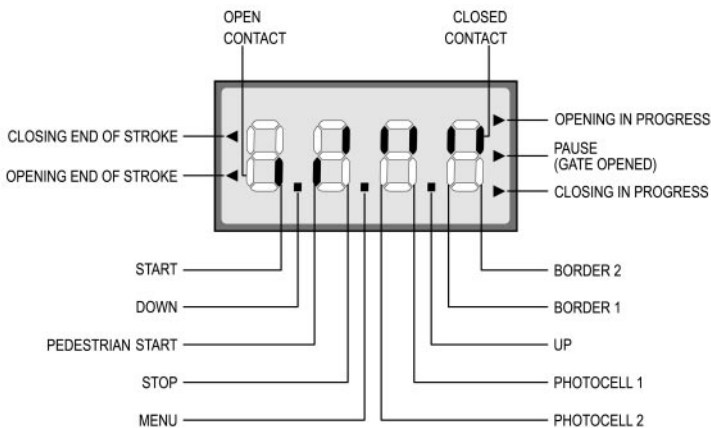 OPEN
CONTACT
CLOSED
CONTACT
CLOSING END OF STROKE
OPENING END OF STROKE
OPENING IN PROGRESS
PAUSE
(GATE OPENED)
CLOSING IN PROGRESS
START
DOWN
PEDESTRIAN START
STOP
MENU
BORDER 2
BORDER 1
UP
PHOTOCELL 1
PHOTOCELL 2